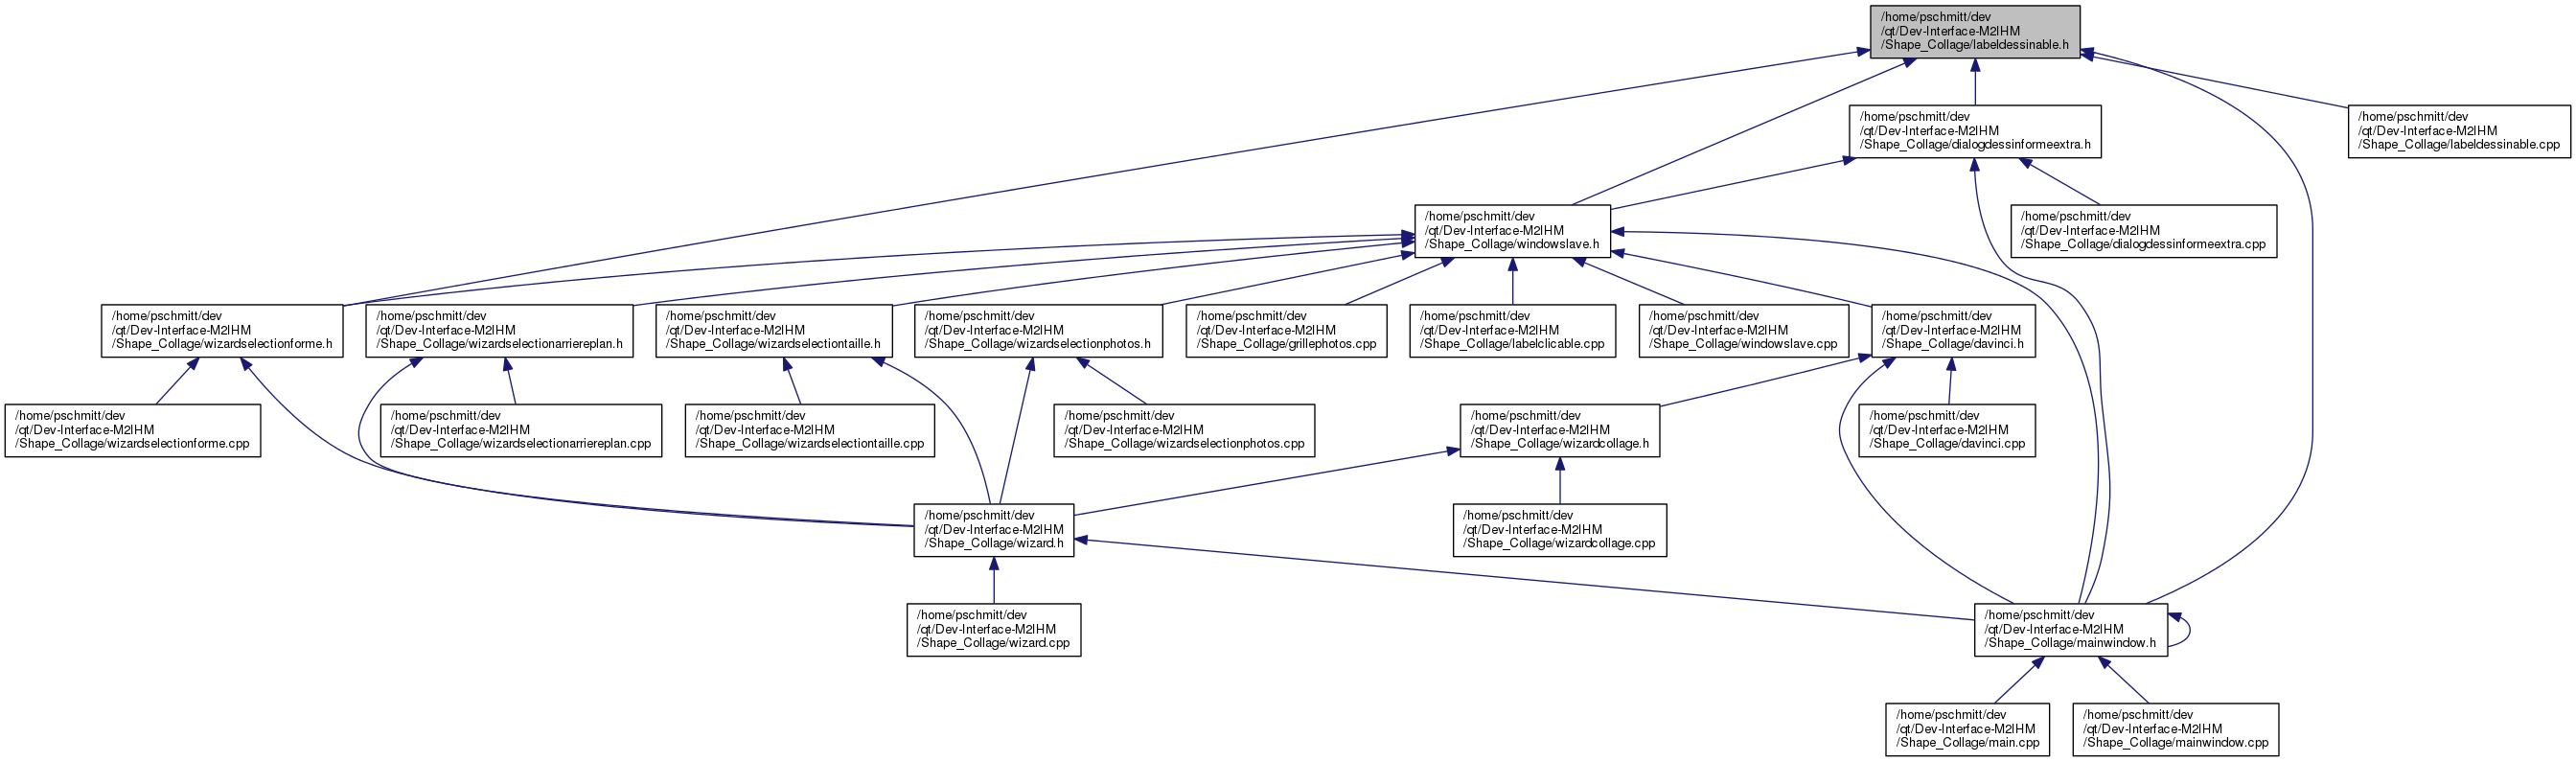 /home/pschmitt/dev
/qt/Dev-Interface-M2IHM
/Shape_Collage/labeldessinable.h
/home/pschmitt/dev
/qt/Dev-Interface-M2IHM
/Shape_Collage/dialogdessinformeextra.h
/home/pschmitt/dev
/qt/Dev-Interface-M2IHM
/Shape_Collage/labeldessinable.cpp
/home/pschmitt/dev
/qt/Dev-Interface-M2IHM
/Shape_Collage/windowslave.h
/home/pschmitt/dev
/qt/Dev-Interface-M2IHM
/Shape_Collage/dialogdessinformeextra.cpp
/home/pschmitt/dev
/qt/Dev-Interface-M2IHM
/Shape_Collage/wizardselectionforme.h
/home/pschmitt/dev
/qt/Dev-Interface-M2IHM
/Shape_Collage/wizardselectionarriereplan.h
/home/pschmitt/dev
/qt/Dev-Interface-M2IHM
/Shape_Collage/wizardselectiontaille.h
/home/pschmitt/dev
/qt/Dev-Interface-M2IHM
/Shape_Collage/wizardselectionphotos.h
/home/pschmitt/dev
/qt/Dev-Interface-M2IHM
/Shape_Collage/grillephotos.cpp
/home/pschmitt/dev
/qt/Dev-Interface-M2IHM
/Shape_Collage/labelclicable.cpp
/home/pschmitt/dev
/qt/Dev-Interface-M2IHM
/Shape_Collage/windowslave.cpp
/home/pschmitt/dev
/qt/Dev-Interface-M2IHM
/Shape_Collage/davinci.h
/home/pschmitt/dev
/qt/Dev-Interface-M2IHM
/Shape_Collage/wizardselectionforme.cpp
/home/pschmitt/dev
/qt/Dev-Interface-M2IHM
/Shape_Collage/wizardselectionarriereplan.cpp
/home/pschmitt/dev
/qt/Dev-Interface-M2IHM
/Shape_Collage/wizardselectiontaille.cpp
/home/pschmitt/dev
/qt/Dev-Interface-M2IHM
/Shape_Collage/wizardselectionphotos.cpp
/home/pschmitt/dev
/qt/Dev-Interface-M2IHM
/Shape_Collage/wizardcollage.h
/home/pschmitt/dev
/qt/Dev-Interface-M2IHM
/Shape_Collage/davinci.cpp
/home/pschmitt/dev
/qt/Dev-Interface-M2IHM
/Shape_Collage/wizard.h
/home/pschmitt/dev
/qt/Dev-Interface-M2IHM
/Shape_Collage/wizardcollage.cpp
/home/pschmitt/dev
/qt/Dev-Interface-M2IHM
/Shape_Collage/wizard.cpp
/home/pschmitt/dev
/qt/Dev-Interface-M2IHM
/Shape_Collage/mainwindow.h
/home/pschmitt/dev
/qt/Dev-Interface-M2IHM
/Shape_Collage/main.cpp
/home/pschmitt/dev
/qt/Dev-Interface-M2IHM
/Shape_Collage/mainwindow.cpp